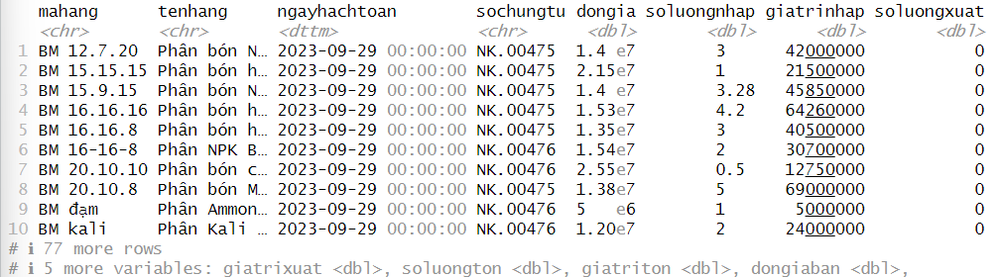 mahang tenhang ngayhachtoan sochungtu dongia soluongnhap giatrinhap soluongxuat
<chr> <chr> <dttm> <chr> <dbl> <dbl> <dbl> <dbl>
1 BM 12.7.20 Phân bón N… 2023-09-29 00:00:00 NK.00475 1.4 e7 3 42000000 0
2 BM 15.15.15 Phân bón h… 2023-09-29 00:00:00 NK.00475 2.15e7 1 21500000 0
3 BM 15.9.15 Phân bón N… 2023-09-29 00:00:00 NK.00475 1.4 e7 3.28 45850000 0
4 BM 16.16.16 Phân bón h… 2023-09-29 00:00:00 NK.00475 1.53e7 4.2 64260000 0
5 BM 16.16.8 Phân bón h… 2023-09-29 00:00:00 NK.00475 1.35e7 3 40500000 0
6 BM 16-16-8 Phân NPK B… 2023-09-29 00:00:00 NK.00476 1.54e7 2 30700000 0
7 BM 20.10.10 Phân bón c… 2023-09-29 00:00:00 NK.00476 2.55e7 0.5 12750000 0
8 BM 20.10.8 Phân bón M… 2023-09-29 00:00:00 NK.00475 1.38e7 5 69000000 0
9 BM đạm Phân Ammon… 2023-09-29 00:00:00 NK.00476 5 e6 1 5000000 0
10 BM kali Phân Kali … 2023-09-29 00:00:00 NK.00476 1.20e7 2 24000000 0
# ℹ 77 more rows
# ℹ 5 more variables: giatrixuat <dbl>, soluongton <dbl>, giatriton <dbl>, dongiaban <dbl>,